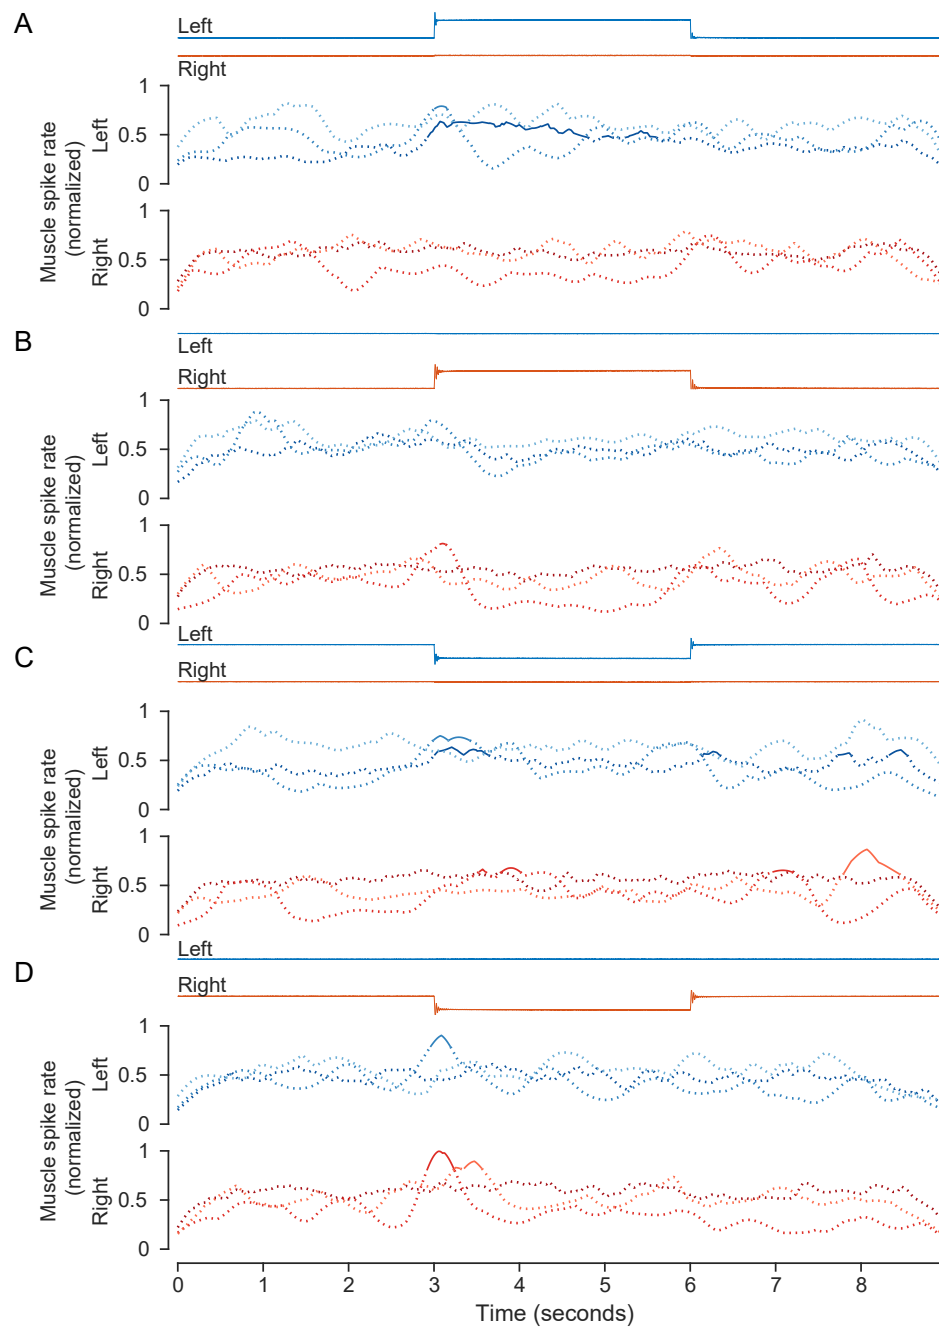 A
Left
Right
Muscle spike rate
(normalized)
Left
1
0.5
0
Right
1
0.5
0
B
Left
Right
Muscle spike rate
(normalized)
Left
1
0.5
0
Right
1
0.5
0
C
Left
Right
Muscle spike rate
(normalized)
Left
1
0.5
0
Right
1
0.5
0
D
Left
Right
Muscle spike rate
(normalized)
Left
1
0.5
0
Right
1
0.5
0
0 1 2 3 4 5 6 7 8
Time (seconds)